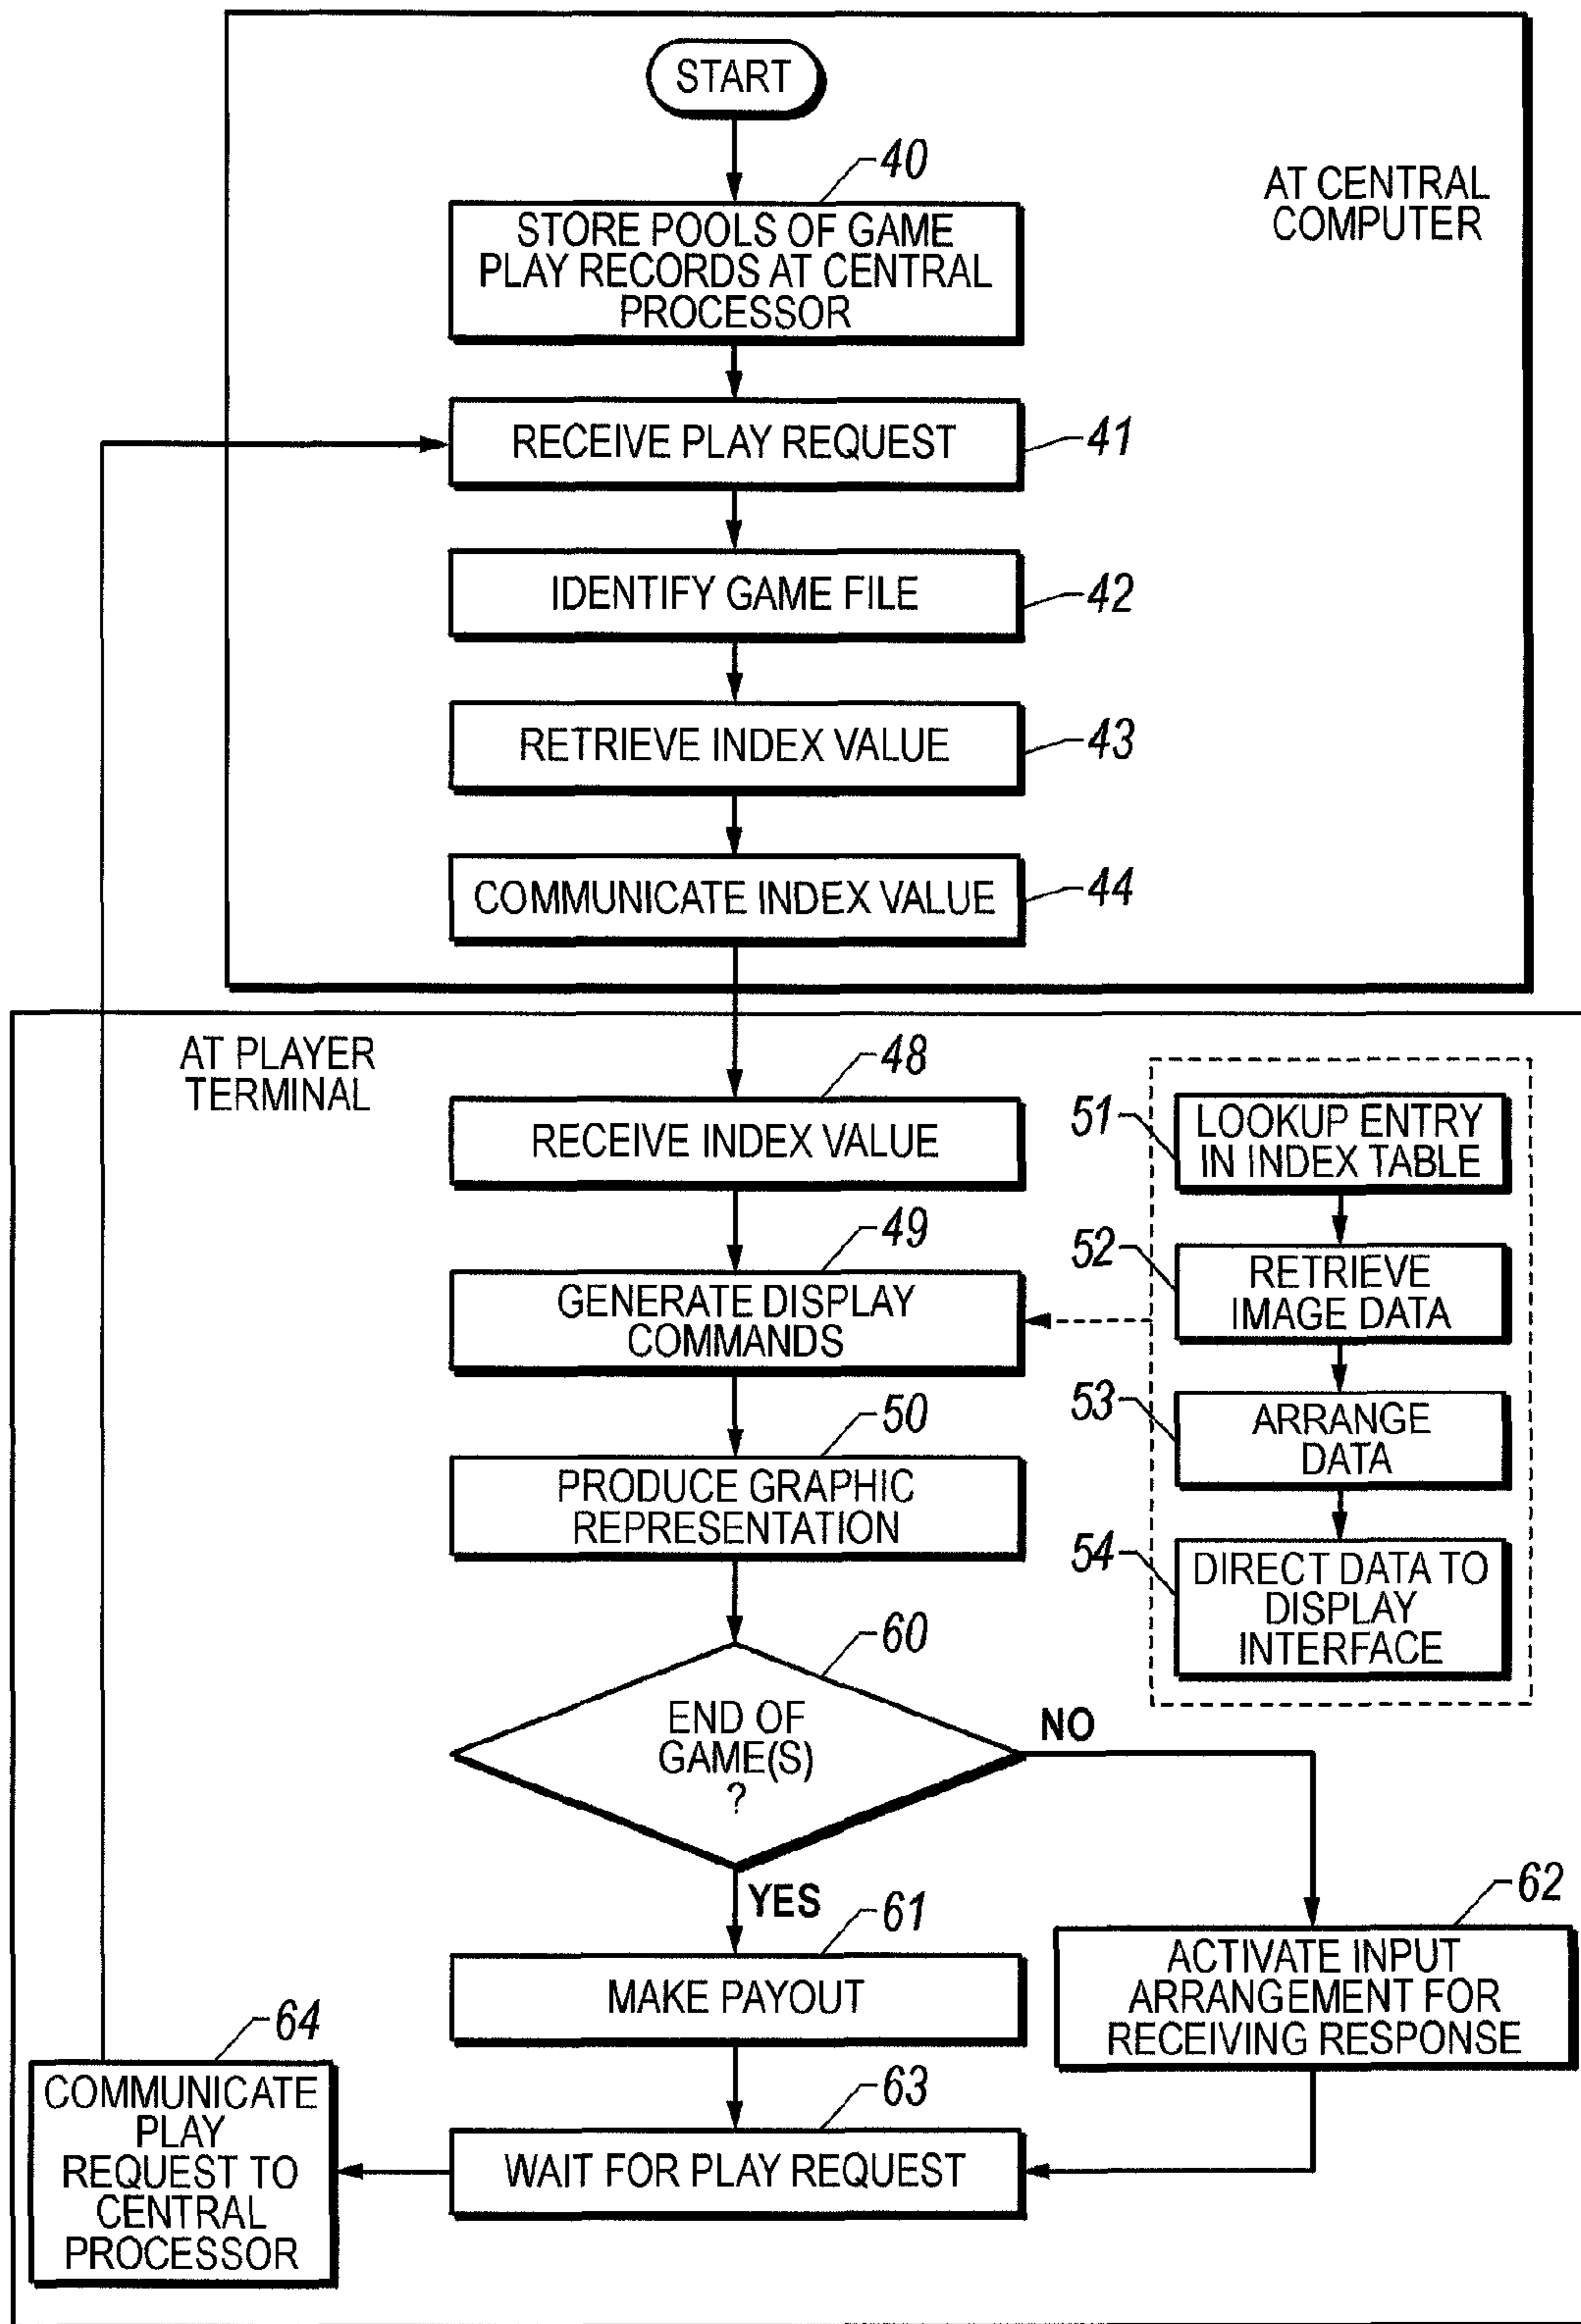 START
40
STORE POOLS OF GAME
PLAY RECORDS AT CENTRAL
PROCESSOR
AT CENTRAL
COMPUTER
RECEIVE PLAY REQUEST
41
IDENTIFY GAME FILE
42
RETRIEVE INDEX VALUE
43
COMMUNICATE INDEX VALUE
44
AT PLAYER
TERMINAL
48
RECEIVE INDEX VALUE
49
GENERATE DISPLAY
COMMANDS
51
LOOKUP ENTRY
IN INDEX TABLE
52
RETRIEVE
IMAGE DATA
53
ARRANGE
DATA
54
DIRECT DATA TO
DISPLAY
INTERFACE
50
PRODUCE GRAPHIC
REPRESENTATION
60
END OF
GAME(S)
?
NO
YES
61
MAKE PAYOUT
62
ACTIVATE INPUT
ARRANGEMENT FOR
RECEIVING RESPONSE
63
WAIT FOR PLAY REQUEST
64
COMMUNICATE
PLAY
REQUEST TO
CENTRAL
PROCESSOR